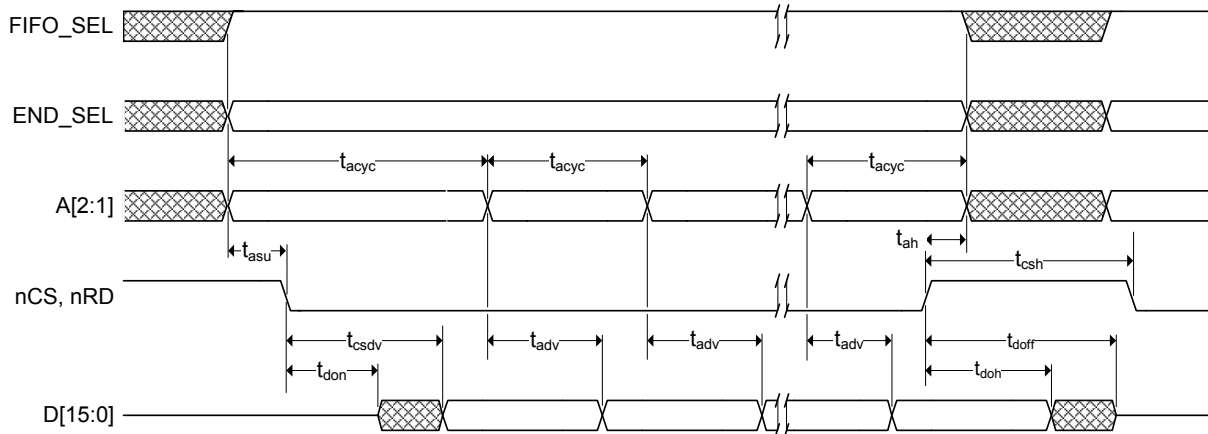 FIFO_SEL
END_SEL
tacyc tacyc tacyc
A[2:1]
tasu tah tcsh
nCS, nRD
tcsdv tadv tadv tadv tdoff
tdon tdoh
D[15:0]